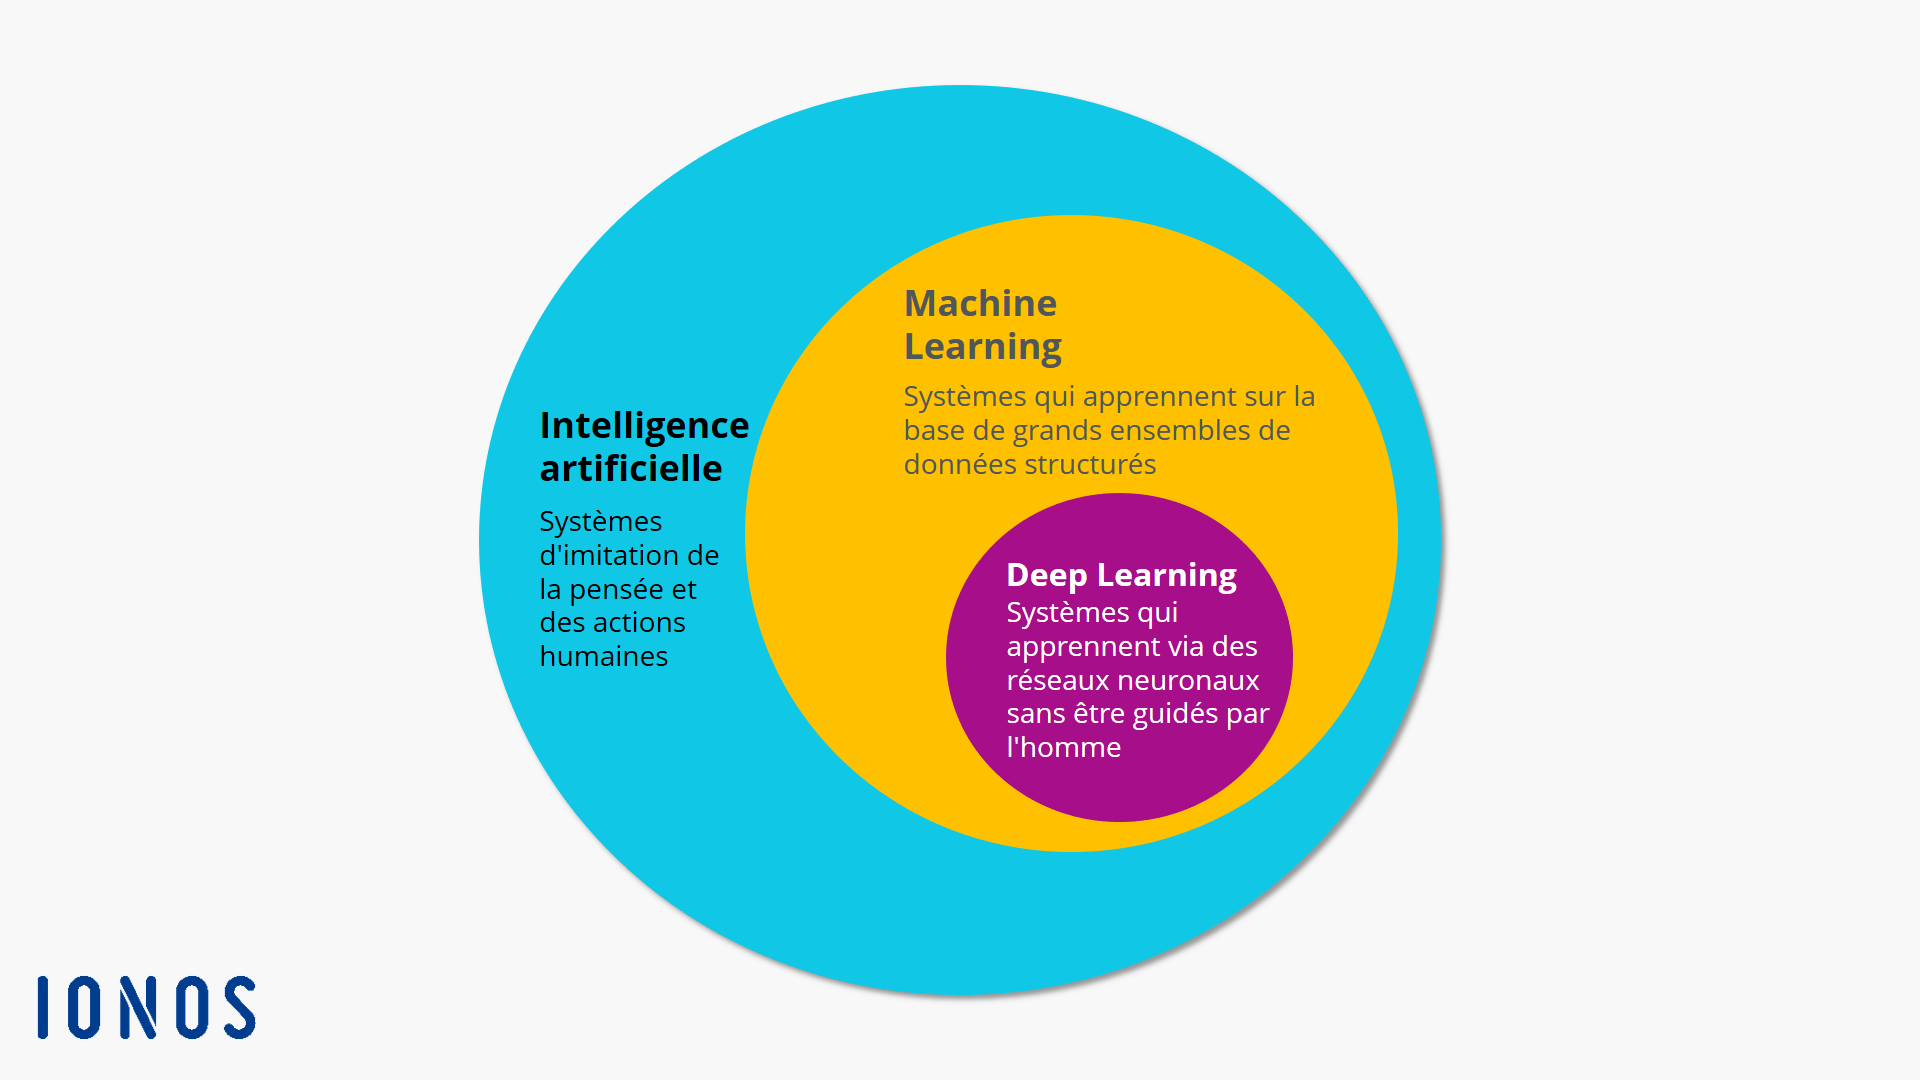 Intelligence
artificielle
Systèmes
d'imitation de
la pensée et
des actions
humaines
Machine
Learning
Systèmes qui apprennent sur la
base de grands ensembles de
données structurés
Deep Learning
Systèmes qui
apprennent via des
réseaux neuronaux
sans être guidés par
l'homme
IONOS